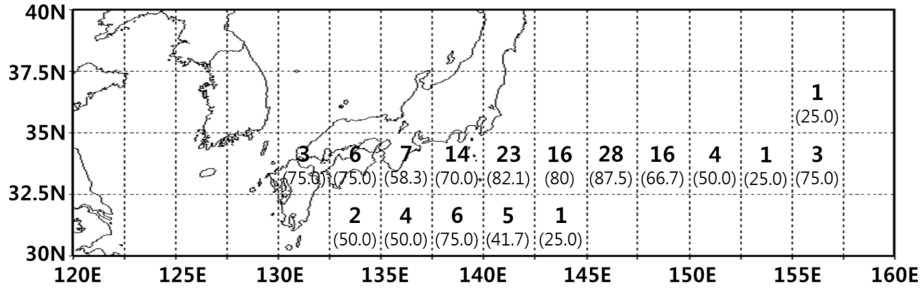 40N
37.5N
1
(25.0)
35N
3 6 7 14 23 16 28 16 4 1 3
(75.0) (75.0) (58.3) (70.0) (82.1) (80) (87.5) (66.7) (50.0) (25.0) (75.0)
32.5N
2 4 6 5 1
(50.0) (50.0) (75.0) (41.7) (25.0)
30N
120E 125E 130E 135E 140E 145E 150E 155E 160E